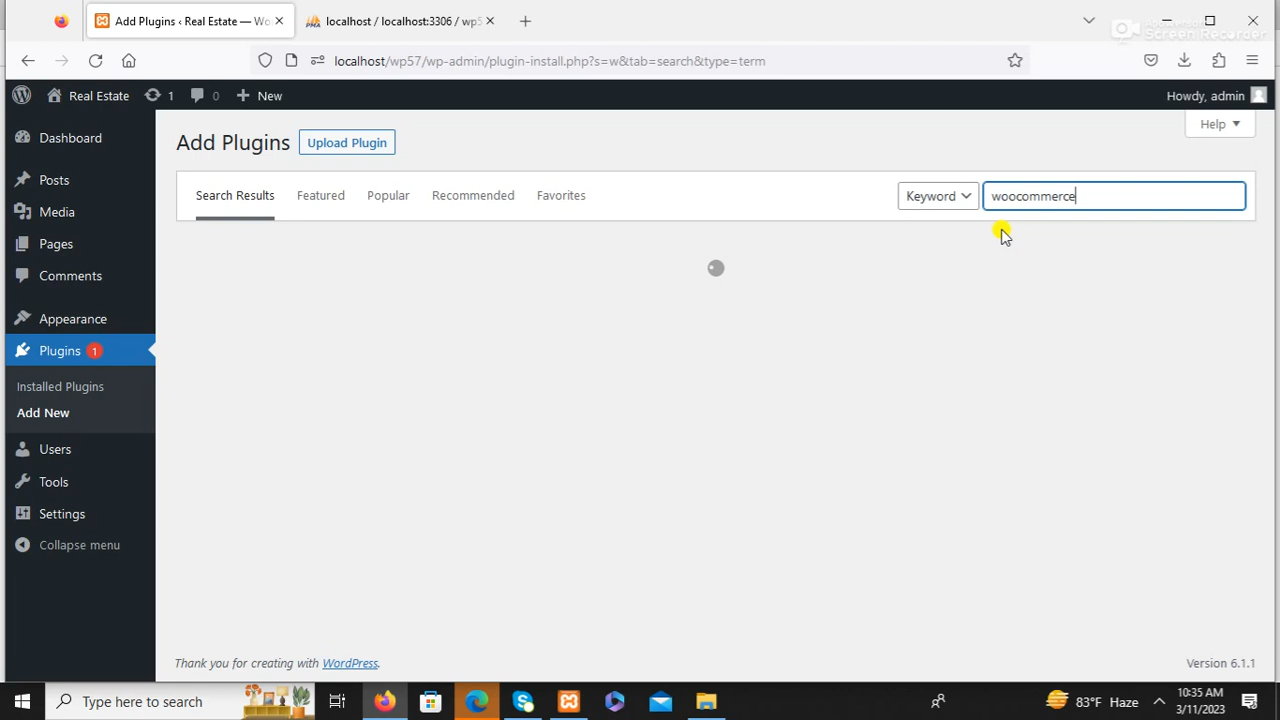 Add Plugins ‹ Real Estate — Wo
localhost / localhost:3306 / wp5
localhost/wp57/wp-admin/plugin-install.php?s=w&tab=search&type=term
Screen Recorder
Real Estate
1
0
New
Howdy, admin
Dashboard
Posts
Media
Pages
Comments
Appearance
Plugins 1
Installed Plugins
Add New
Users
Tools
Settings
Collapse menu
Add Plugins
Upload Plugin
Help
Search Results
Featured
Popular
Recommended
Favorites
Keyword
woocommerce
Thank you for creating with WordPress.
Version 6.1.1
Type here to search
83°F Haze
10:35 AM
3/11/2023